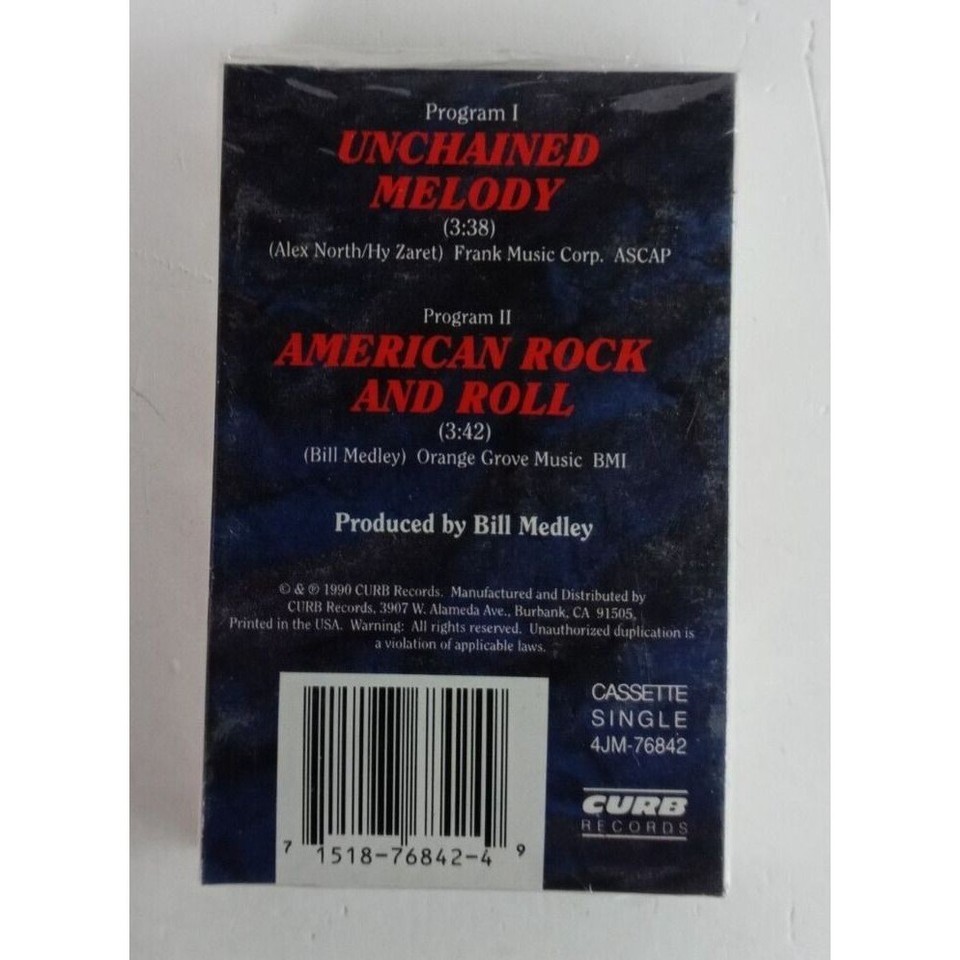 Program I
UNCHAINED
MELODY
(3:38)
(Alex North/Hy Zaret) Frank Music Corp. ASCAP
Program II
AMERICAN ROCK
AND ROLL
(3:42)
(Bill Medley) Orange Grove Music BMI
Produced by Bill Medley
© & ℗ 1990 CURB Records. Manufactured and Distributed by
CURB Records, 3907 W. Alameda Ave., Burbank, CA 91505.
Printed in the USA. Warning: All rights reserved. Unauthorized duplication is
a violation of applicable laws.
CASSETTE
SINGLE
4JM-76842
CURB
RECORDS
7 1518-76842-4 9